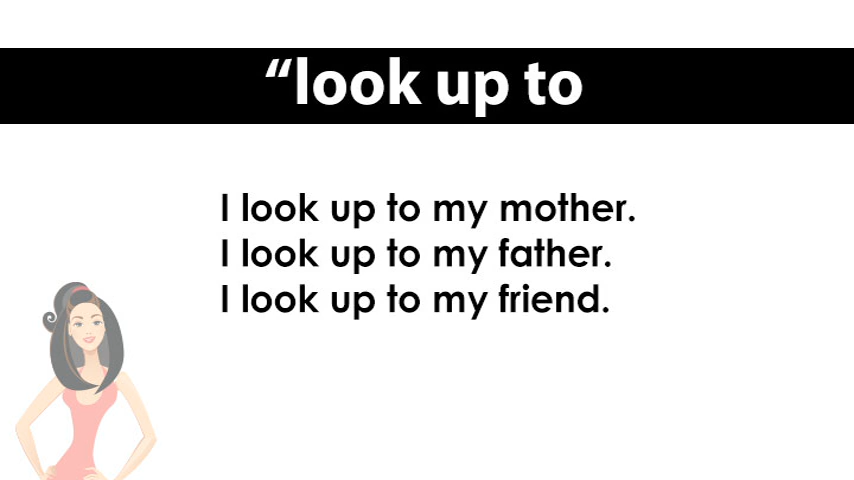 “look up to
I look up to my mother.
I look up to my father.
I look up to my friend.